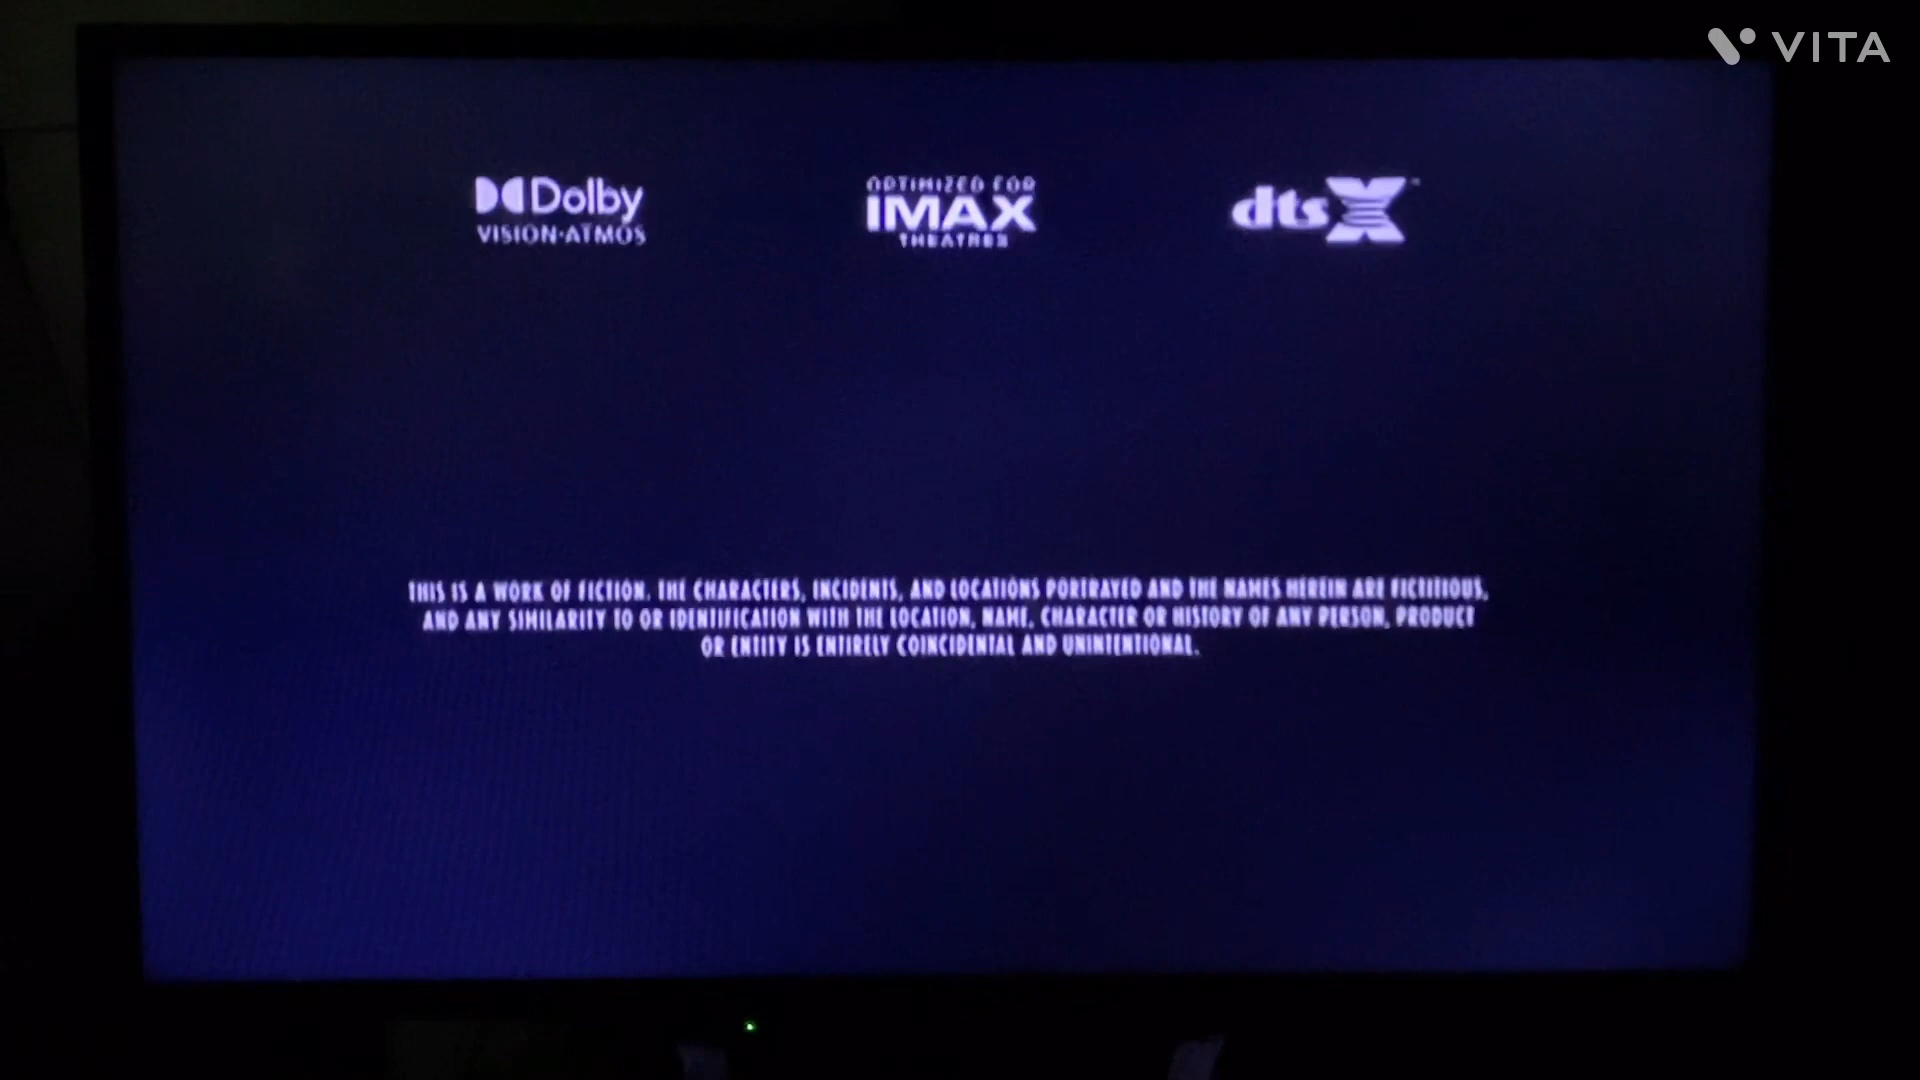 VITA
Dolby
VISION·ATMOS
OPTIMIZED FOR
IMAX
THEATRES
dtsX™
THIS IS A WORK OF FICTION. THE CHARACTERS, INCIDENTS, AND LOCATIONS PORTRAYED AND THE NAMES HEREIN ARE FICTITIOUS,
AND ANY SIMILARITY TO OR IDENTIFICATION WITH THE LOCATION, NAME, CHARACTER OR HISTORY OF ANY PERSON, PRODUCT
OR ENTITY IS ENTIRELY COINCIDENTAL AND UNINTENTIONAL.